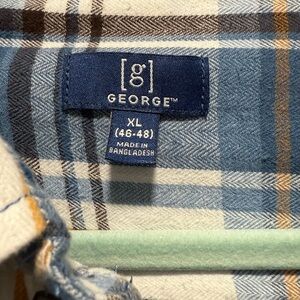 [g]
GEORGE™
XL
(46-48)
MADE IN
BANGLADESH